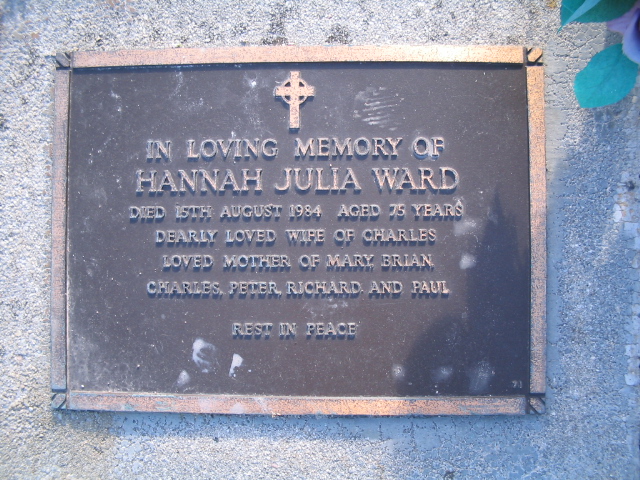 IN LOVING MEMORY OF
HANNAH JULIA WARD
DIED 15TH AUGUST 1984 AGED 75 YEARS
DEARLY LOVED WIFE OF CHARLES
LOVED MOTHER OF MARY, BRIAN,
CHARLES, PETER, RICHARD, AND PAUL
REST IN PEACE